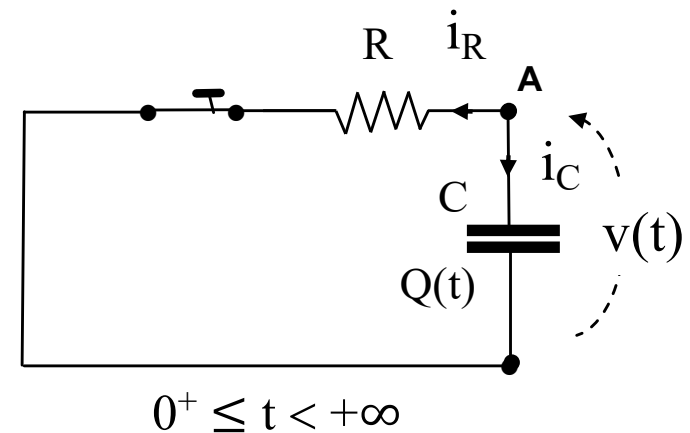 R
i_R
A
i_C
C
v(t)
Q(t)
0⁺ ≤ t < +∞